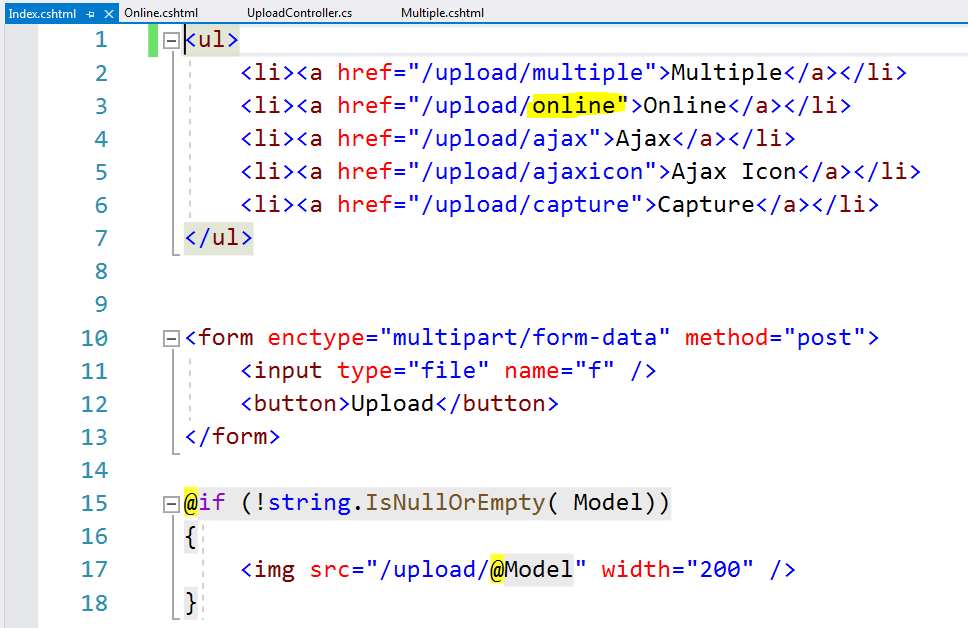 Index.cshtml Online.cshtml UploadController.cs Multiple.cshtml
1 <ul>
2 <li><a href="/upload/multiple">Multiple</a></li>
3 <li><a href="/upload/online">Online</a></li>
4 <li><a href="/upload/ajax">Ajax</a></li>
5 <li><a href="/upload/ajaxicon">Ajax Icon</a></li>
6 <li><a href="/upload/capture">Capture</a></li>
7 </ul>
8
9
10 <form enctype="multipart/form-data" method="post">
11 <input type="file" name="f" />
12 <button>Upload</button>
13 </form>
14
15 @if (!string.IsNullOrEmpty( Model))
16 {
17 <img src="/upload/@Model" width="200" />
18 }